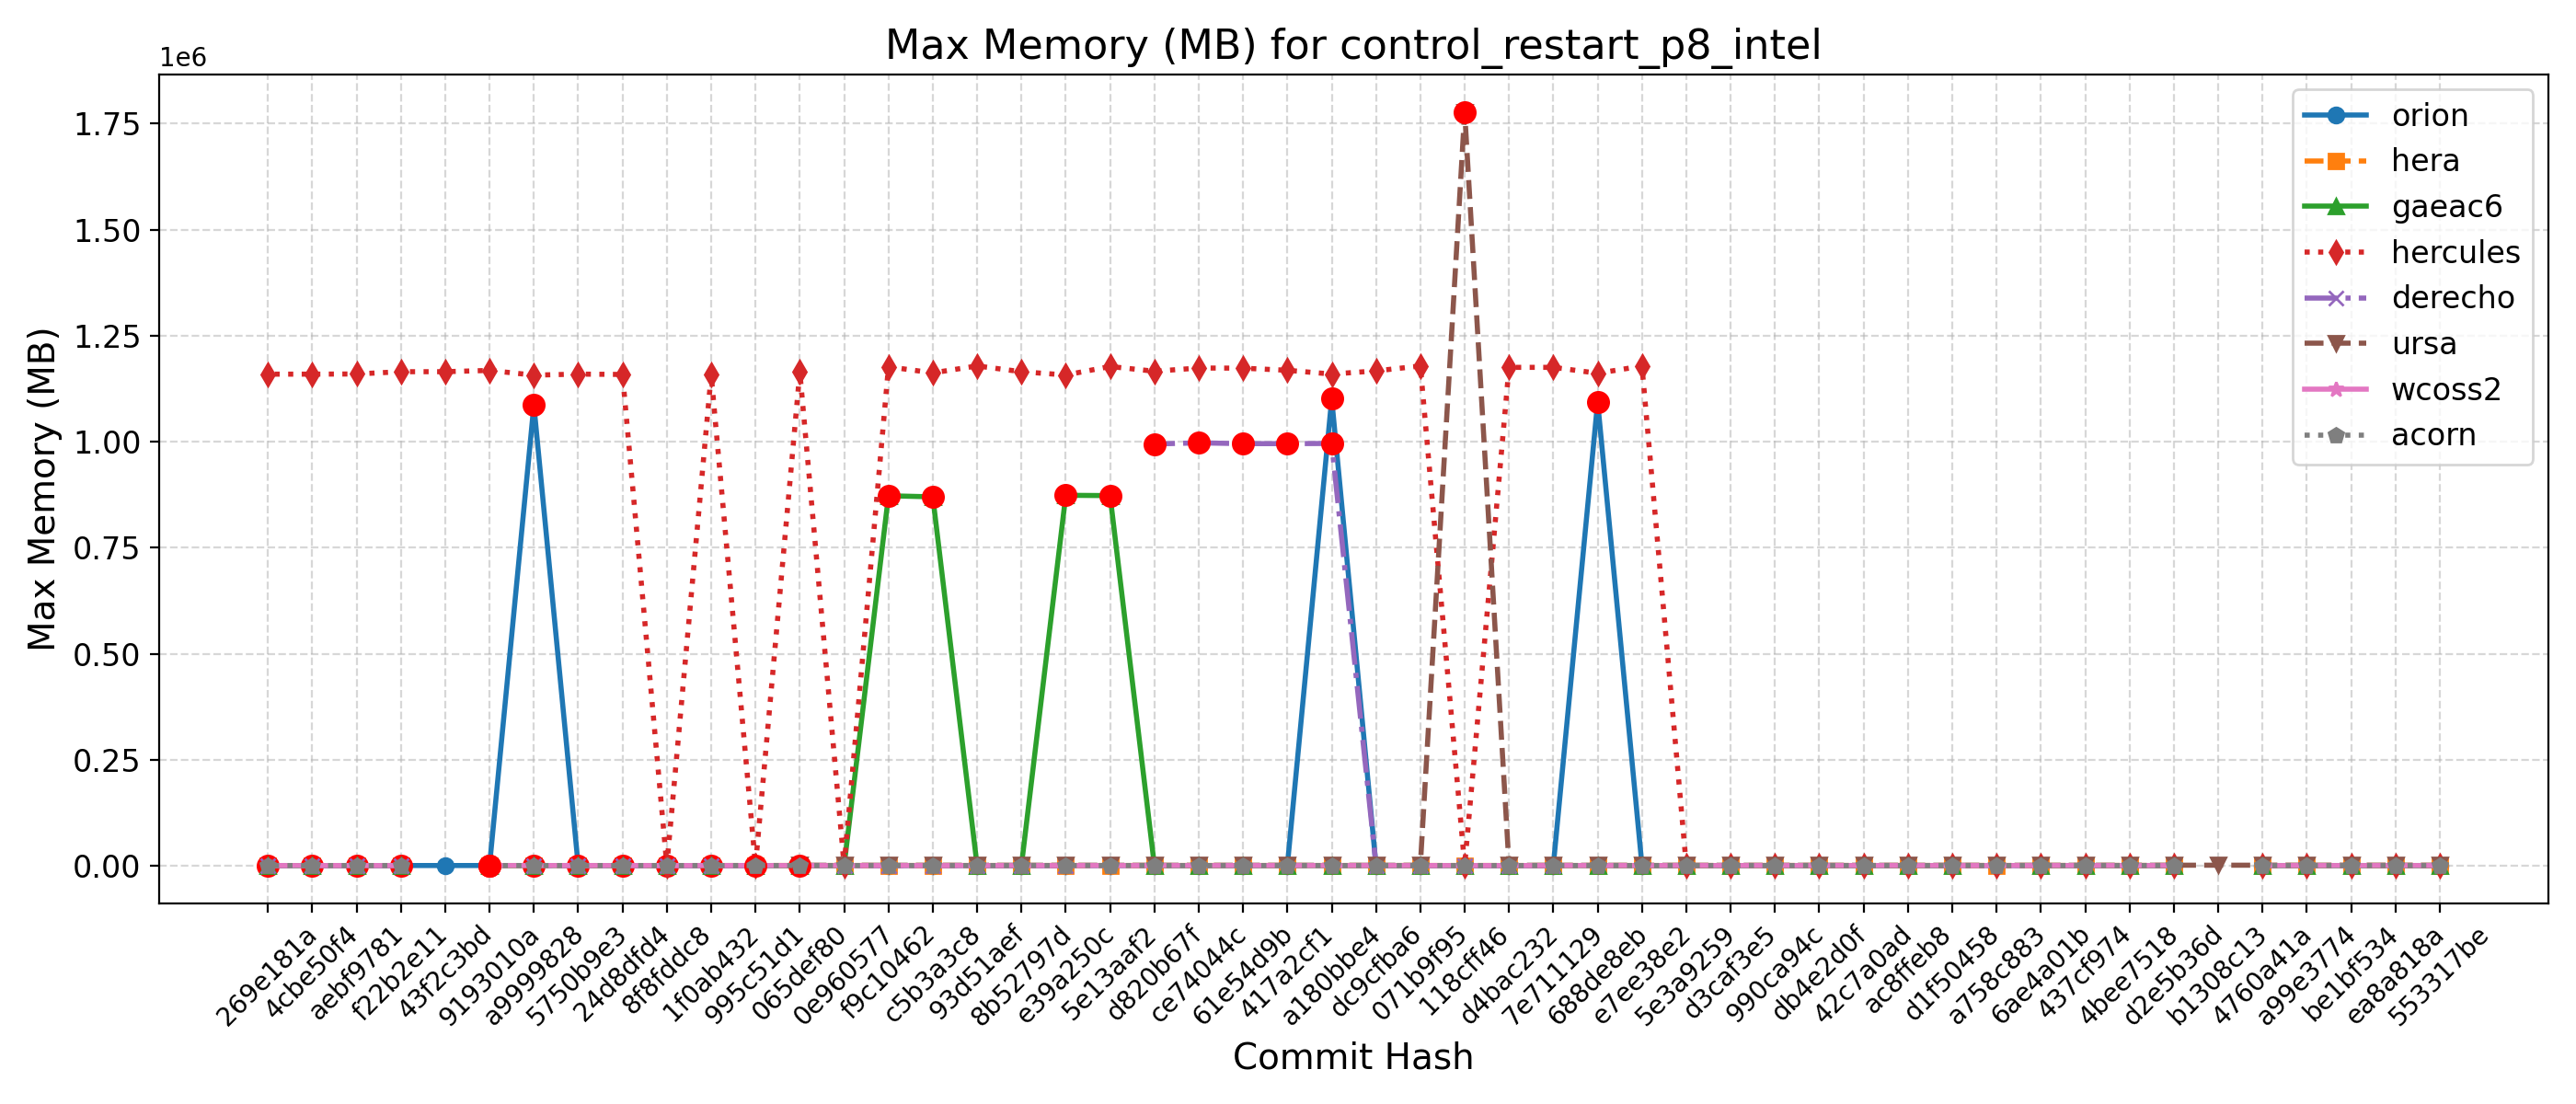 Max Memory (MB) for control_restart_p8_intel
1e6
1.75
1.50
1.25
1.00
0.75
0.50
0.25
0.00
Max Memory (MB)
orion
hera
gaeac6
hercules
derecho
ursa
wcoss2
acorn
269e181a
4cbe50f4
aebf9781
f22b2e11
43f2c3bd
9193010a
a9999828
5750b9e3
24d8dfd4
8f8fddc8
1f0ab432
995c51d1
065def80
0e960577
f9c10462
c5b3a3c8
93d51aef
8b52797d
e39a250c
5e13aaf2
d820b67f
ce74044c
61e54d9b
417a2cf1
a180bbe4
dc9cfba6
071b9f95
118cff46
d4bac232
7e711129
688de8eb
e7ee38e2
5e3a9259
d3caf3e5
990ca94c
db4e2d0f
42c7a0ad
ac8ffeb8
d1f50458
a758c883
6ae4a01b
437cf974
4bee7518
d2e5b36d
b1308c13
4760a41a
a99e3774
be1bf534
ea8a818a
553317be
Commit Hash